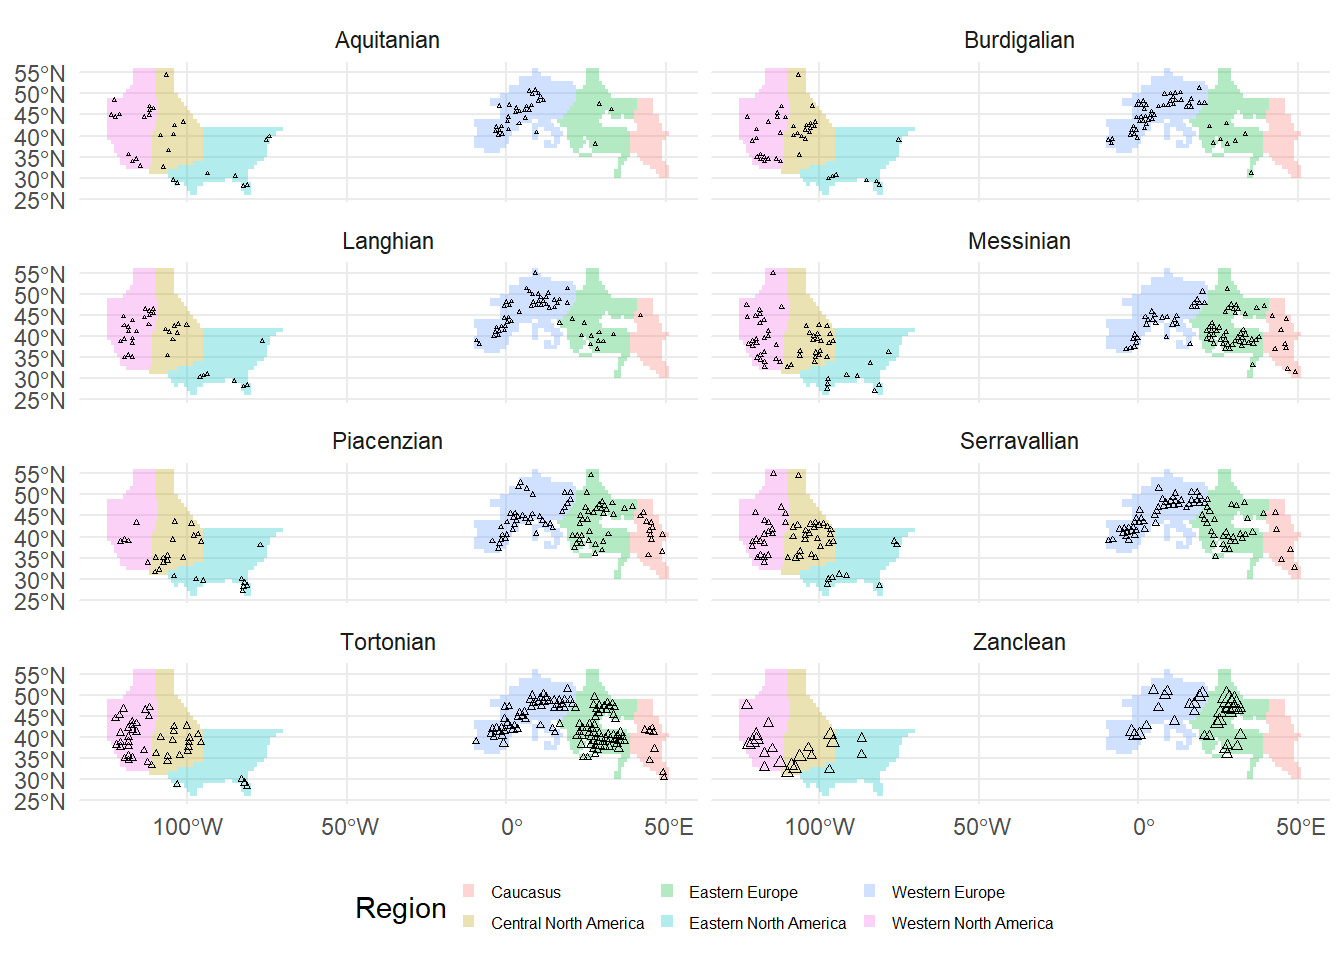 Aquitanian Burdigalian
55°N
50°N
45°N
40°N
35°N
30°N
25°N
Langhian Messinian
55°N
50°N
45°N
40°N
35°N
30°N
25°N
Piacenzian Serravallian
55°N
50°N
45°N
40°N
35°N
30°N
25°N
Tortonian Zanclean
55°N
50°N
45°N
40°N
35°N
30°N
25°N
100°W 50°W 0° 50°E 100°W 50°W 0° 50°E
Region
Caucasus Eastern Europe Western Europe
Central North America Eastern North America Western North America